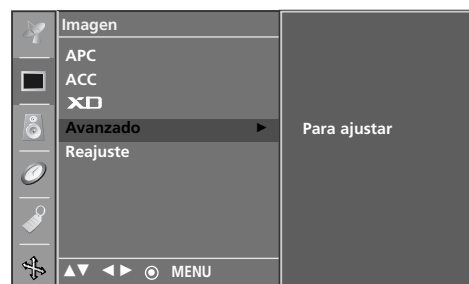 Imagen
APC
ACC
XD
Avanzado ►
Para ajustar
Reajuste
▲▼ ◄► ◉ MENU